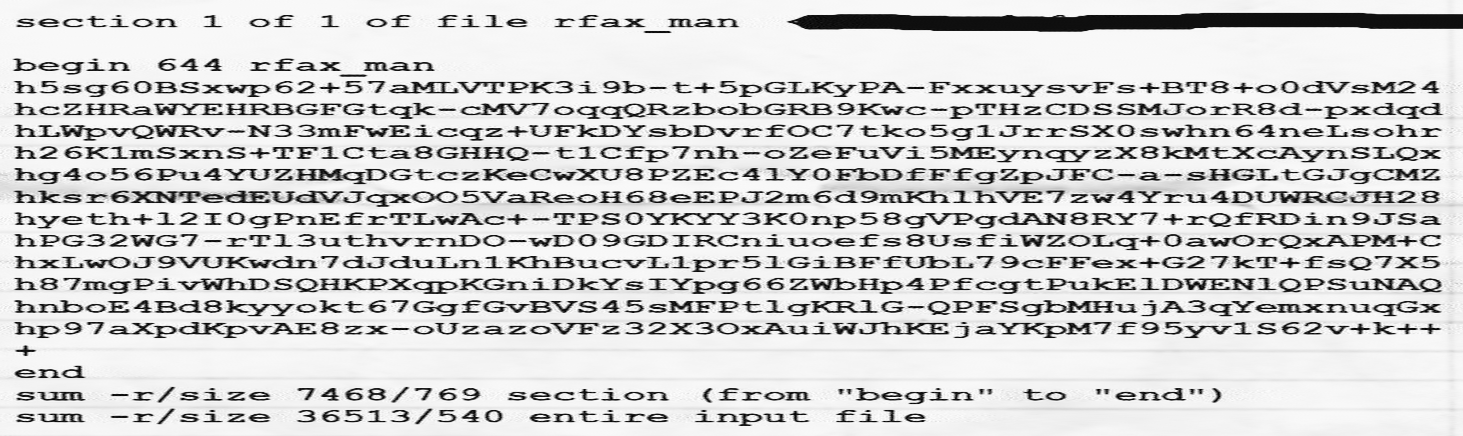 section 1 of 1 of file rfax_man
begin 644 rfax_man
h5sg60BSxwp62+57aMLVTPK3i9b-t+5pGLKyPA-FxxuysvFs+BT8+o0dVsM24
hcZHRaWYEHRBGFGtqk-cMV7oqqQRzbobGRB9Kwc-pTHzCDSSMJorR8d-pxdqd
hLWpvQWRv-N33mFwEicqz+UFkDYsbDvrfOC7tko5g1JrrSX0swhn64neLsohr
h26K1mSxnS+TF1Cta8GHHQ-t1Cfp7nh-oZeFuVi5MEynqyzX8kMtXcAynSLQx
hg4o56Pu4YUZHMqDGtczKeCwXU8PZEc41Y0FbDfFfgZpJFC-a-sHGLtGJgCMZ
hksr6XNTedEUdVJqxOO5VaReoH68eEPJ2m6d9mKhlhVE7zw4Yru4DUWRCJH28
hyeth+l2I0gPnEfrTLwAc+-TPS0YKYY3K0np58gVPgdAN8RY7+rQfRDin9JSa
hPG32WG7-rTl3uthvrnDO-wD09GDIRCniuoefs8UsfiWZOLq+0awOrQxAPM+C
hxLwOJ9VUKwdn7dJduLn1KhBucvL1pr5lGiBFfUbL79cFFex+G27kT+fsQ7X5
h87mgPivWhDSQHKPXqpKGniDkYsIYpg66ZWbHp4PfcgtPukElDWENlQPSuNAQ
hnboE4Bd8kyyokt67GgfGvBVS45sMFPtlgKRlG-QPFSgbMHujA3qYemxnuqGx
hp97aXpdKpvAE8zx-oUzazoVFz32X3OxAuiWJhKEjaYKpM7f95yv1S62v+k++
+
end
sum -r/size 7468/769 section (from "begin" to "end")
sum -r/size 36513/540 entire input file